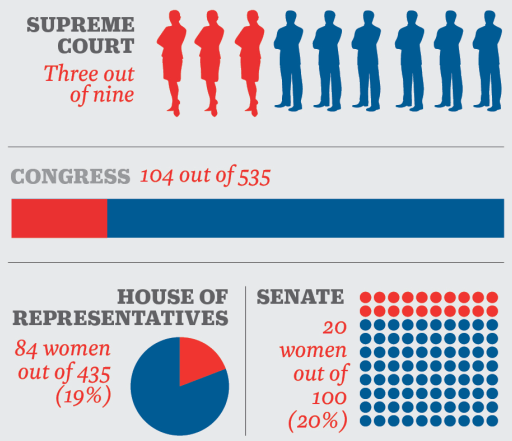 SUPREME
COURT
Three out
of nine
CONGRESS 104 out of 535
HOUSE OF
REPRESENTATIVES
84 women
out of 435
(19%)
SENATE
20
women
out of
100
(20%)